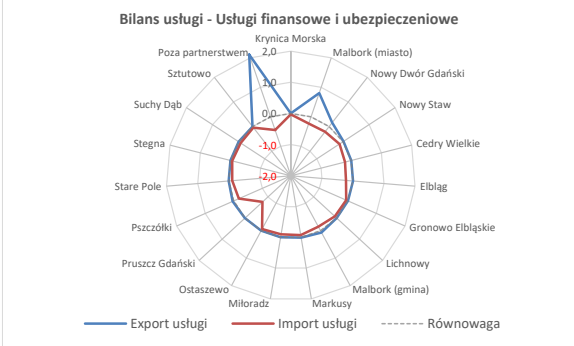 Bilans usługi - Usługi finansowe i ubezpieczeniowe
Krynica Morska
Poza partnerstwem
2,0
Malbork (miasto)
Sztutowo
Nowy Dwór Gdański
1,0
Suchy Dąb
Nowy Staw
0,0
Stegna
Cedry Wielkie
-1,0
-2,0
Stare Pole
Elbląg
Pszczółki
Gronowo Elbląskie
Pruszcz Gdański
Lichnowy
Ostaszewo
Malbork (gmina)
Miłoradz
Markusy
Export usługi
Import usługi
Równowaga